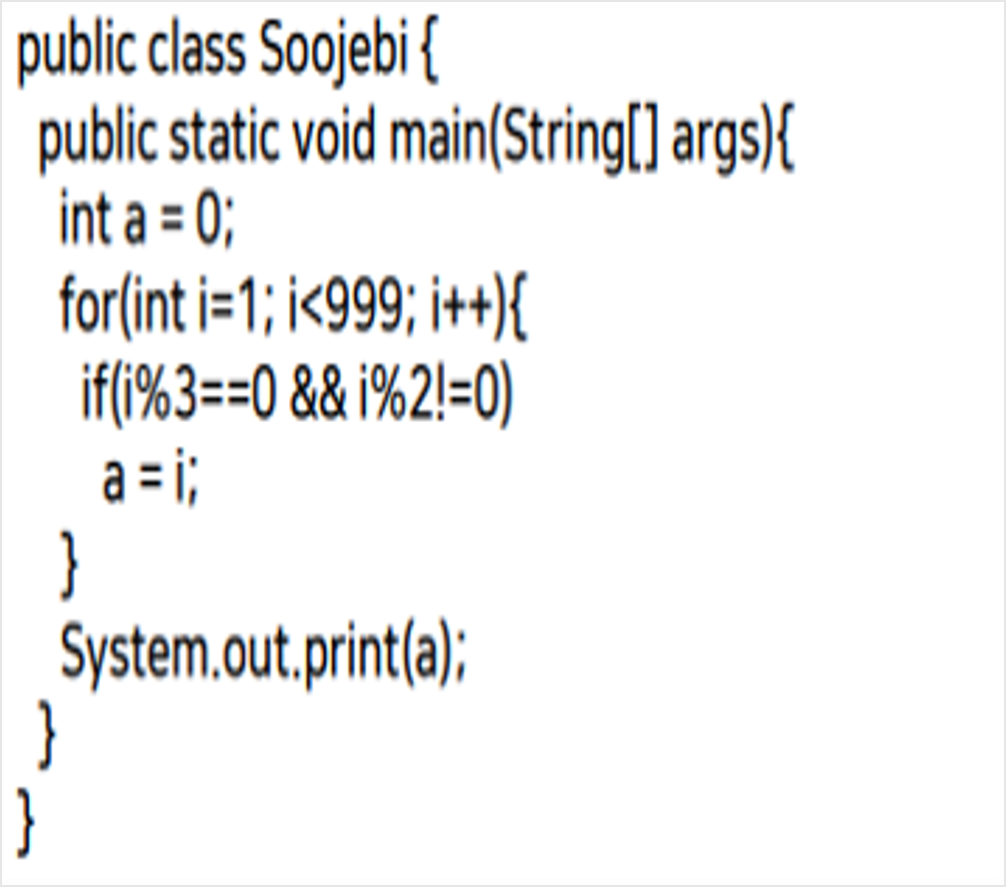 public class Soojebi {
public static void main(String[] args){
int a = 0;
for(int i=1; i<999; i++){
if(i%3==0 && i%2!=0)
a = i;
}
System.out.print(a);
}
}